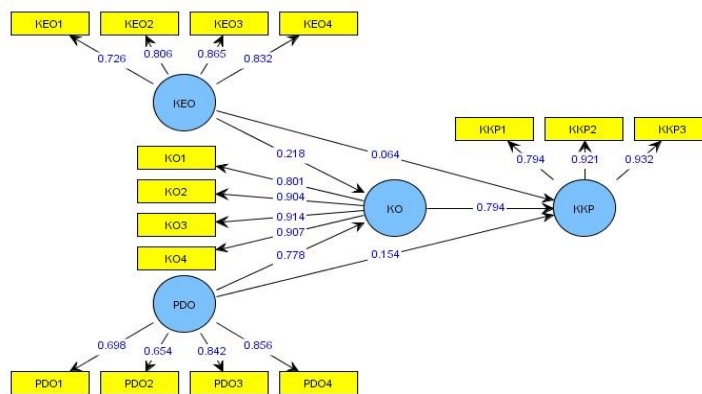 KEO1 KEO2 KEO3 KEO4
0.726 0.806 0.865 0.832
KEO
KKP1 KKP2 KKP3
0.794 0.921 0.932
0.218 0.064
KO1
0.801
KO2
0.904
KO3
0.914
KO4
0.907
KO
0.794
KKP
0.778 0.154
PDO
0.698 0.654 0.842 0.856
PDO1 PDO2 PDO3 PDO4